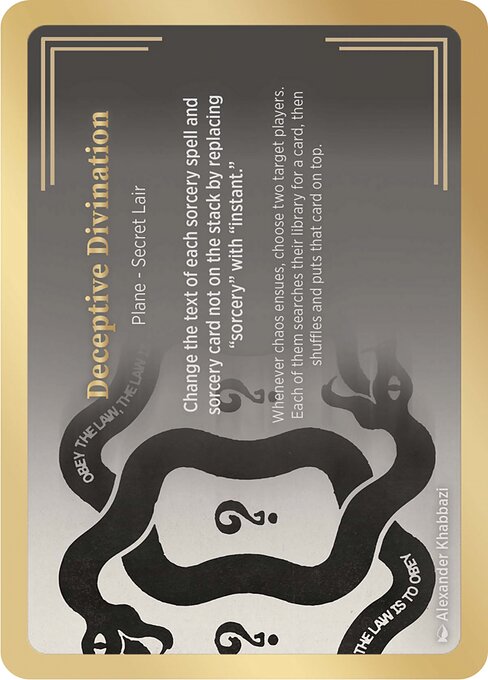 Deceptive Divination
Plane - Secret Lair
Change the text of each sorcery spell and
sorcery card not on the stack by replacing
“sorcery” with “instant.”
Whenever chaos ensues, choose two target players.
Each of them searches their library for a card, then
shuffles and puts that card on top.
OBEY THE LAW, THE LAW
THE LAW IS TO OBEY
?
?
?
Alexander Khabbazi